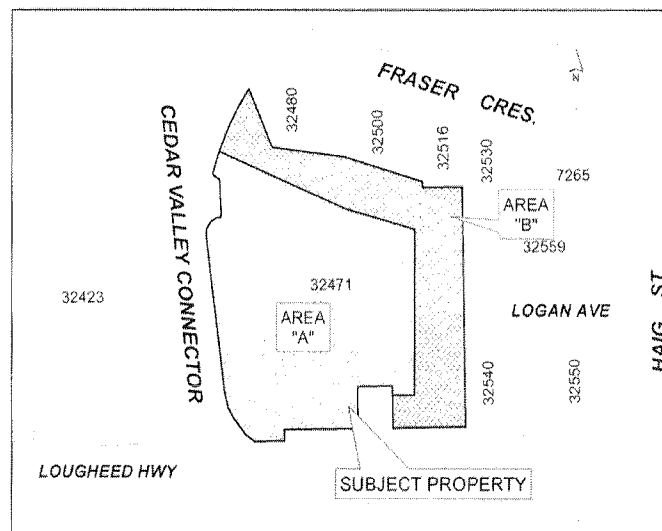 FRASER CRES.
N
32480
32500
32516
32530
7265
CEDAR VALLEY CONNECTOR
AREA
"B"
32559
32423
32471
AREA
"A"
LOGAN AVE
HAIG ST
32540
32550
LOUGHEED HWY
SUBJECT PROPERTY